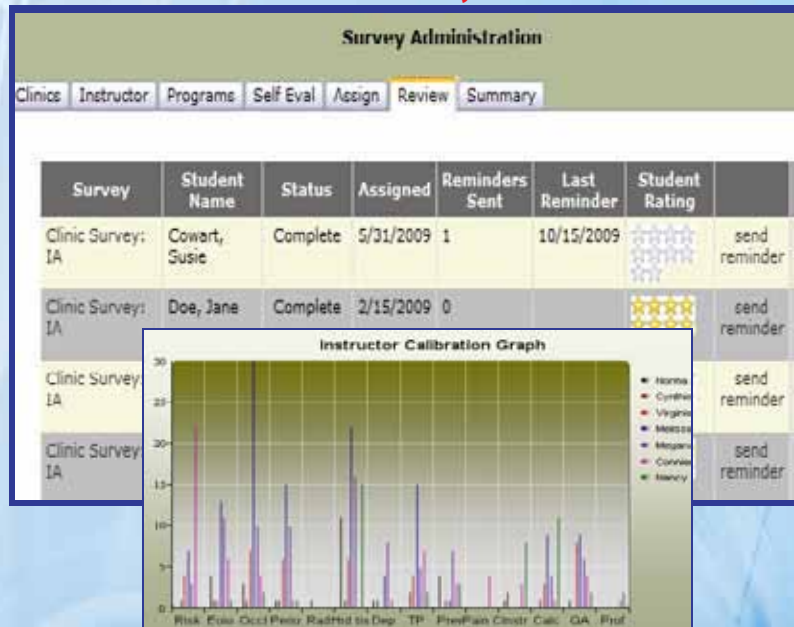 Survey Administration
Clinics Instructor Programs Self Eval Assign Review Summary
Survey Student Name Status Assigned Reminders Sent Last Reminder Student Rating
Clinic Survey: IA Cowart, Susie Complete 5/31/2009 1 10/15/2009 send reminder
Clinic Survey: IA Doe, Jane Complete 2/15/2009 0 send reminder
Clinic Survey IA send reminder
Clinic Survey IA send reminder
Instructor Calibration Graph
30
25
20
15
10
5
0
Norma
Cynthia
Virginia
Melissa
Megan
Connie
Nancy
Risk Occl Perio Dep TP Pain Calc QA Prof